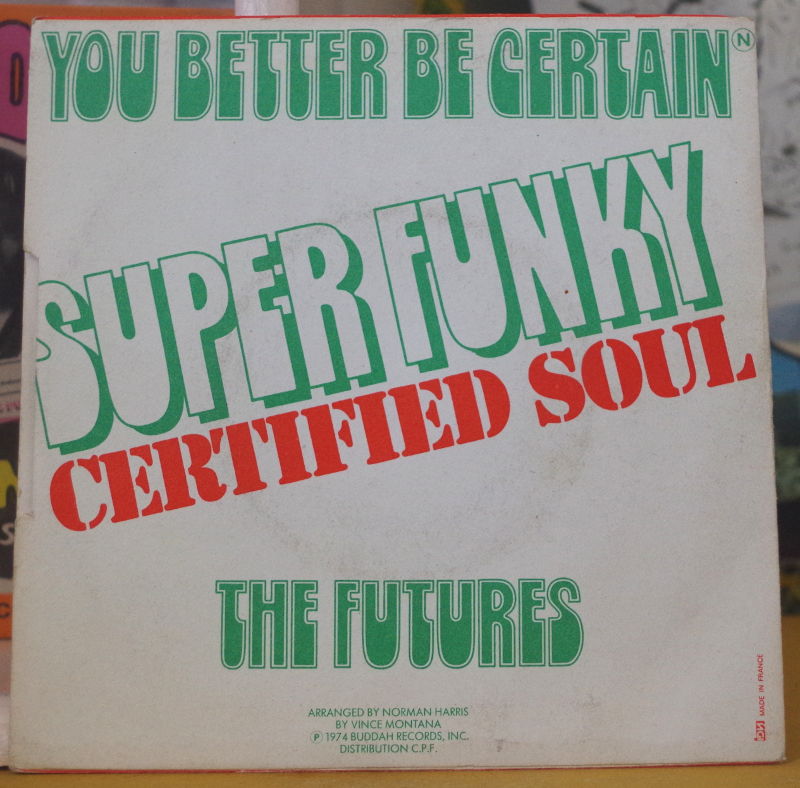 YOU BETTER BE CERTAIN
N
SUPER FUNKY
CERTIFIED SOUL
THE FUTURES
ARRANGED BY NORMAN HARRIS
BY VINCE MONTANA
Ⓟ 1974 BUDDAH RECORDS, INC.
DISTRIBUTION C.P.F.
MADE IN FRANCE